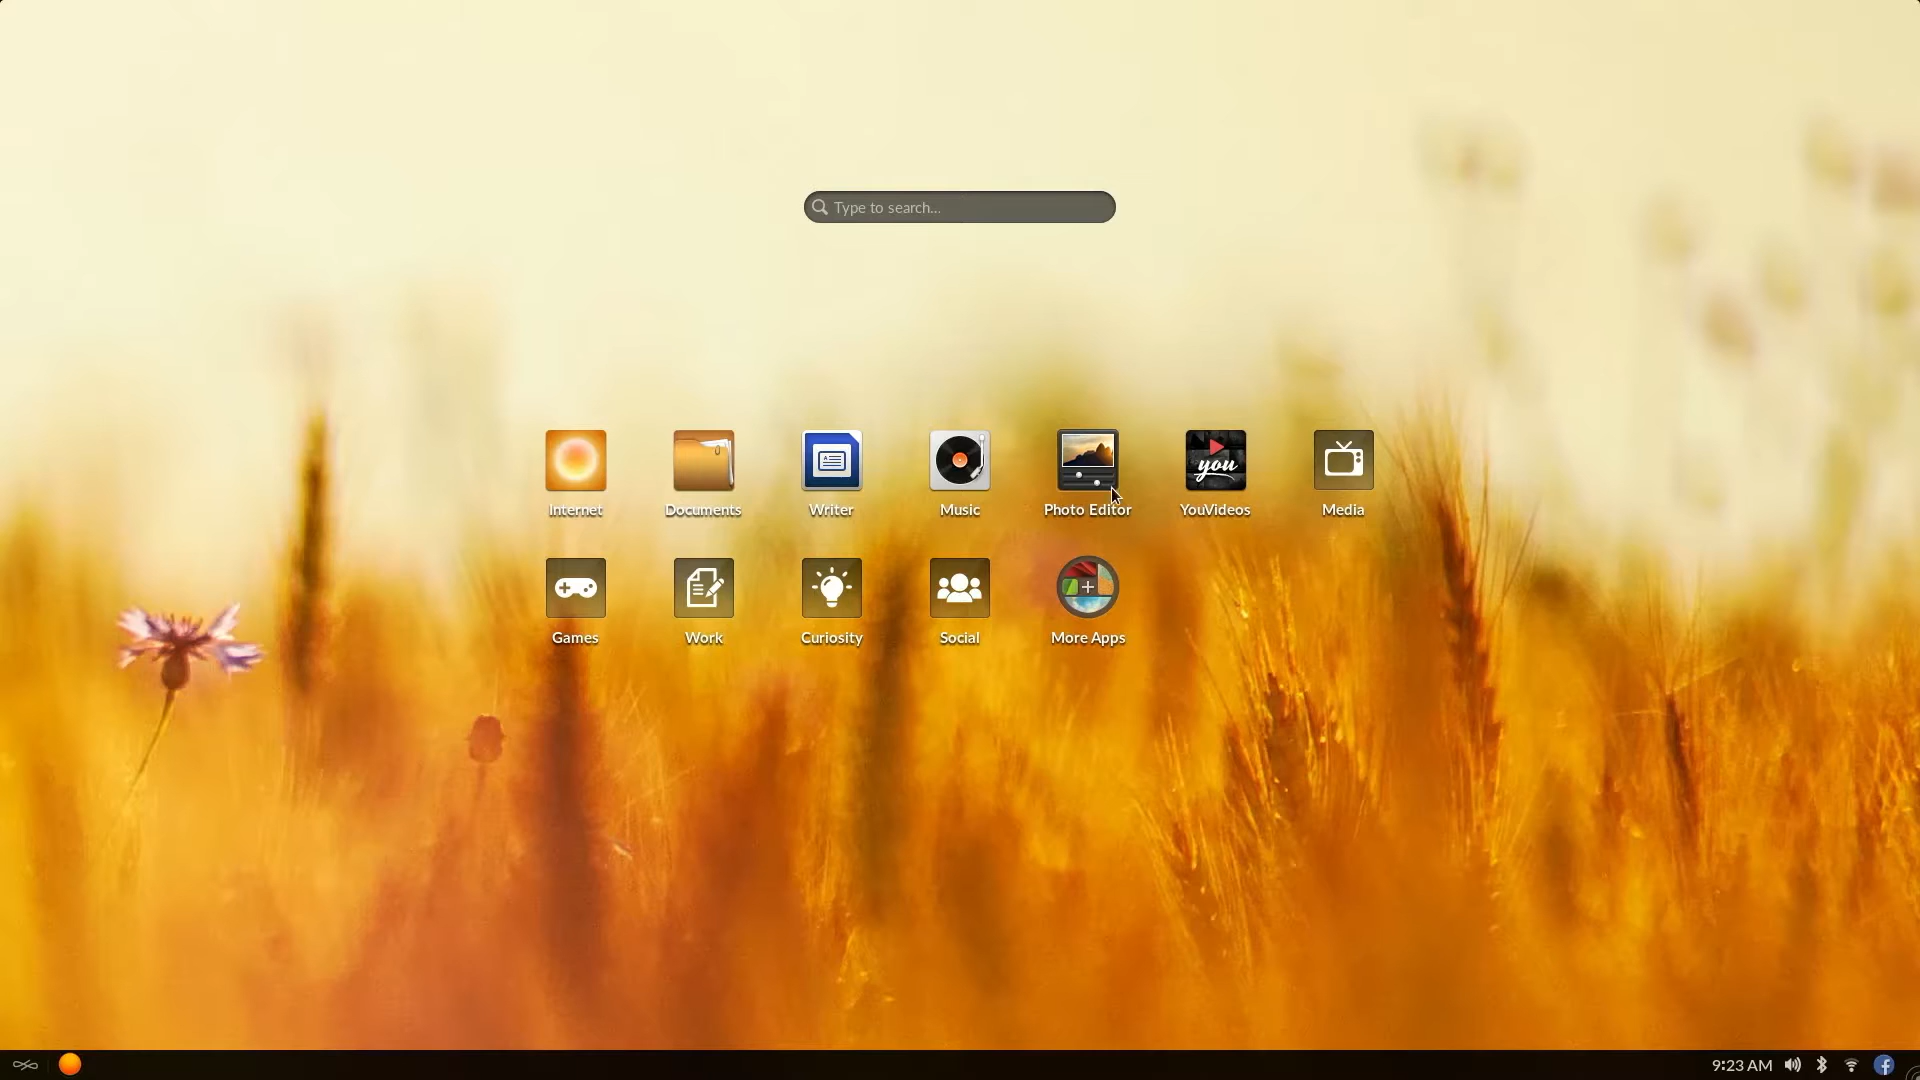 Type to search...
Internet
Documents
Writer
Music
Photo Editor
you
YouVideos
Media
Games
Work
Curiosity
Social
More Apps
9:23 AM